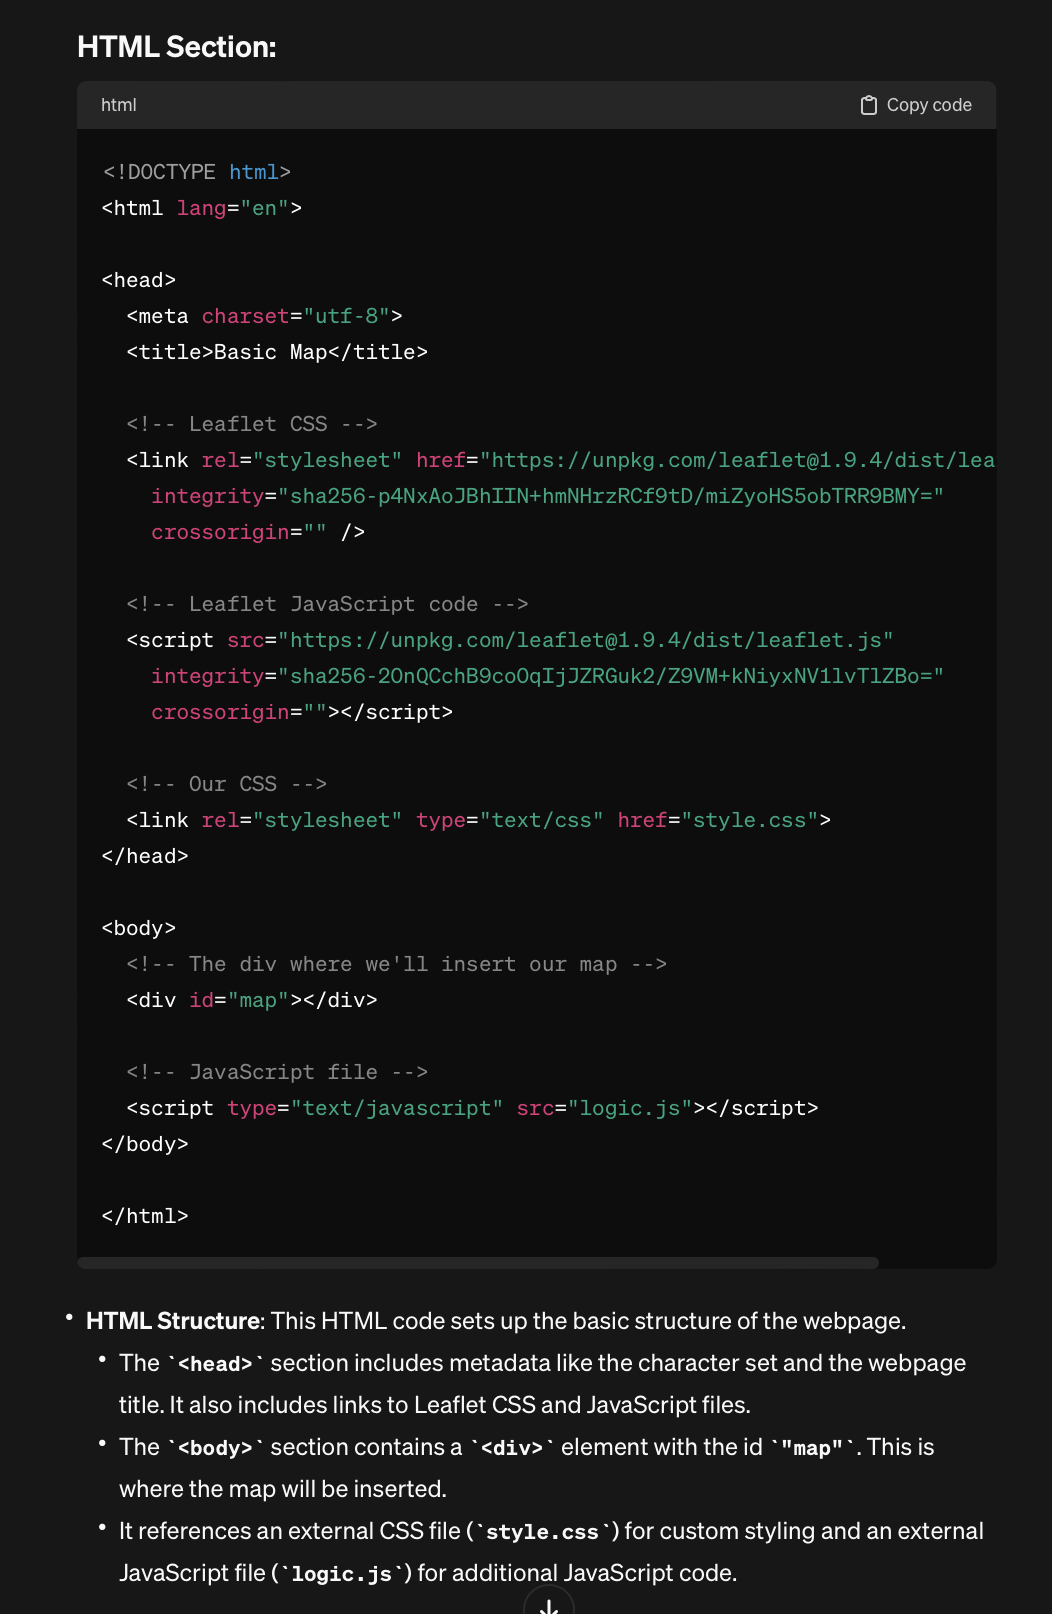 HTML Section:
html
Copy code
<!DOCTYPE html>
<html lang="en">
<head>
<meta charset="utf-8">
<title>Basic Map</title>
<!-- Leaflet CSS -->
<link rel="stylesheet" href="https://unpkg.com/leaflet@1.9.4/dist/lea
integrity="sha256-p4NxAoJBhIIN+hmNHrzRCf9tD/miZyoHS5obTRR9BMY="
crossorigin="" />
<!-- Leaflet JavaScript code -->
<script src="https://unpkg.com/leaflet@1.9.4/dist/leaflet.js"
integrity="sha256-20nQCchB9co0qIjJZRGuk2/Z9VM+kNiyxNV1lvTlZBo="
crossorigin=""></script>
<!-- Our CSS -->
<link rel="stylesheet" type="text/css" href="style.css">
</head>
<body>
<!-- The div where we'll insert our map -->
<div id="map"></div>
<!-- JavaScript file -->
<script type="text/javascript" src="logic.js"></script>
</body>
</html>
• HTML Structure: This HTML code sets up the basic structure of the webpage.
• The `<head>` section includes metadata like the character set and the webpage
title. It also includes links to Leaflet CSS and JavaScript files.
• The `<body>` section contains a `<div>` element with the id `"map"`. This is
where the map will be inserted.
• It references an external CSS file (`style.css`) for custom styling and an external
JavaScript file (`logic.js`) for additional JavaScript code.